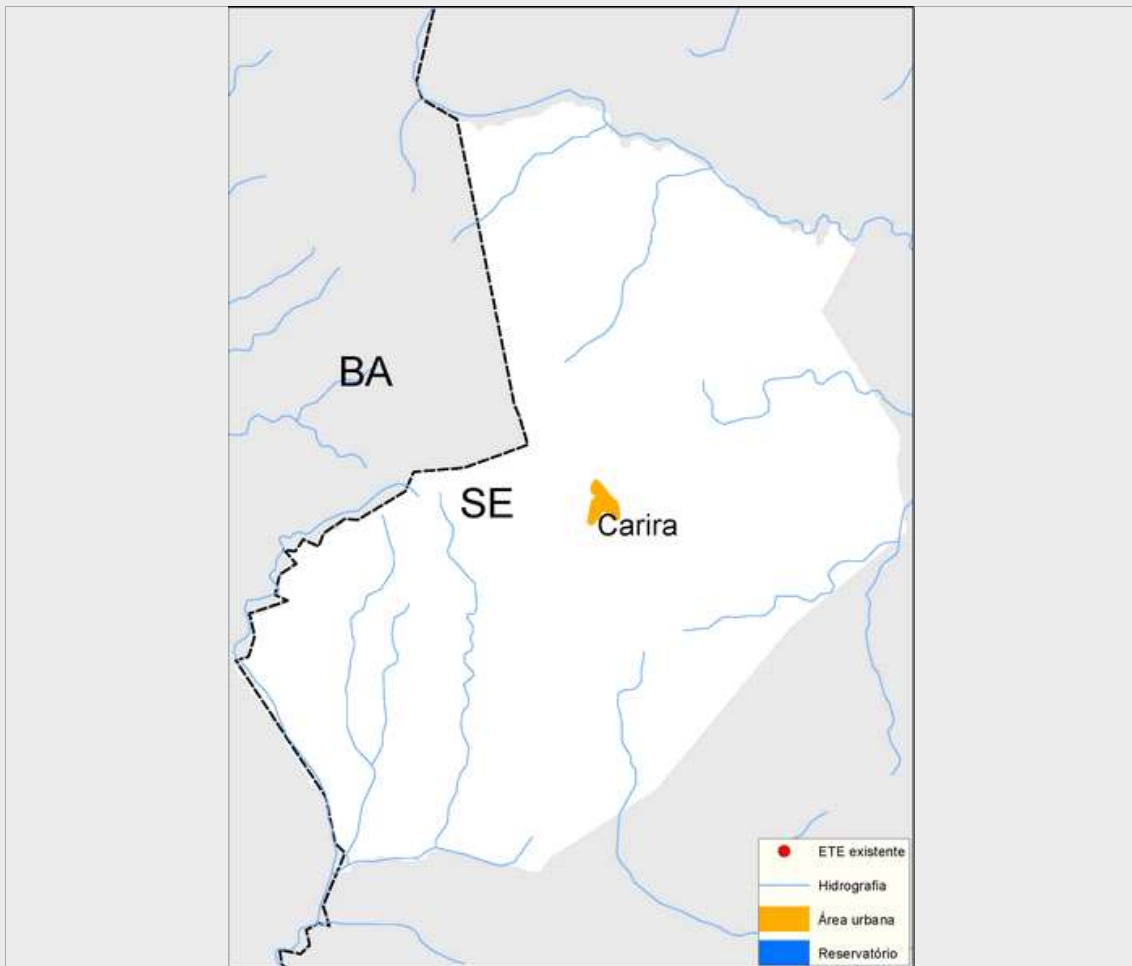 BA
SE
Carira
ETE existente
Hidrografia
Área urbana
Reservatório